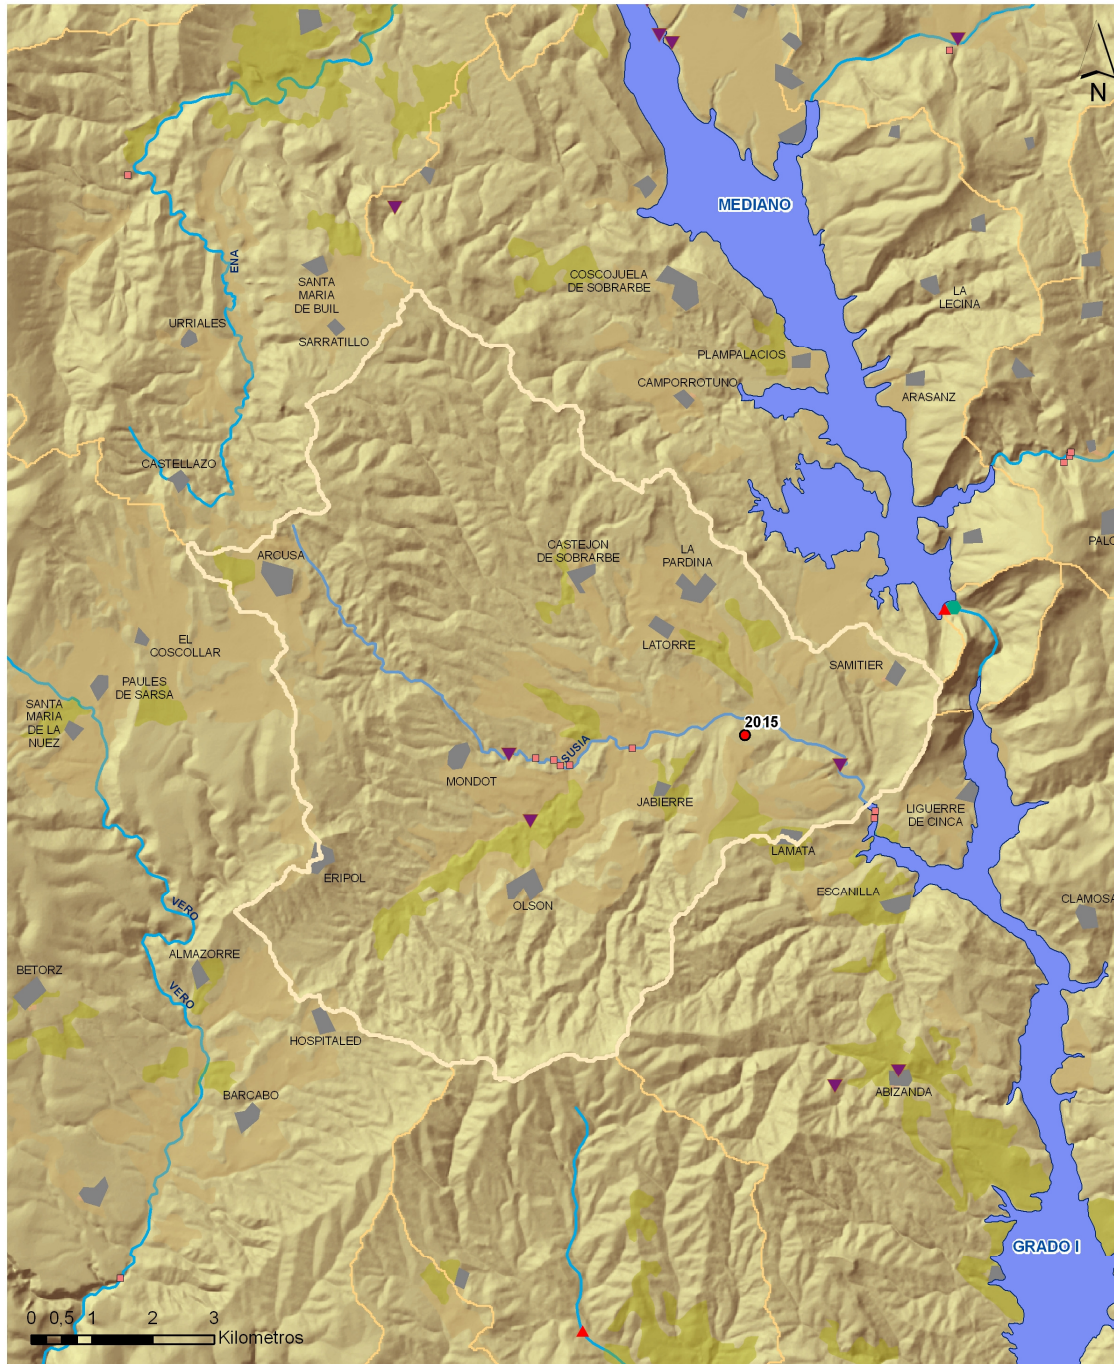 N
MEDIANO
ENA
SANTA
MARIA
DE BUIL
COSCOJUELA
DE SOBRARBE
LA
LECINA
URRIALES
SARRATILLO
PLAMPALACIOS
CAMPORROTUNO
ARASANZ
CASTELLAZO
PALO
ARCUSA
CASTEJON
DE SOBRARBE
LA
PARDINA
EL
COSCOLLAR
LATORRE
SAMITIER
PAULES
DE SARSA
SANTA
MARIA
DE LA
NUEZ
2015
SUSIA
MONDOT
JABIERRE
LIGUERRE
DE CINCA
LAMATA
ERIPOL
ESCANILLA
OLSON
CLAMOSA
VERO
ALMAZORRE
BETORZ
VERO
HOSPITALED
BARCABO
ABIZANDA
GRADO I
0 0,5 1 2 3
Kilometros